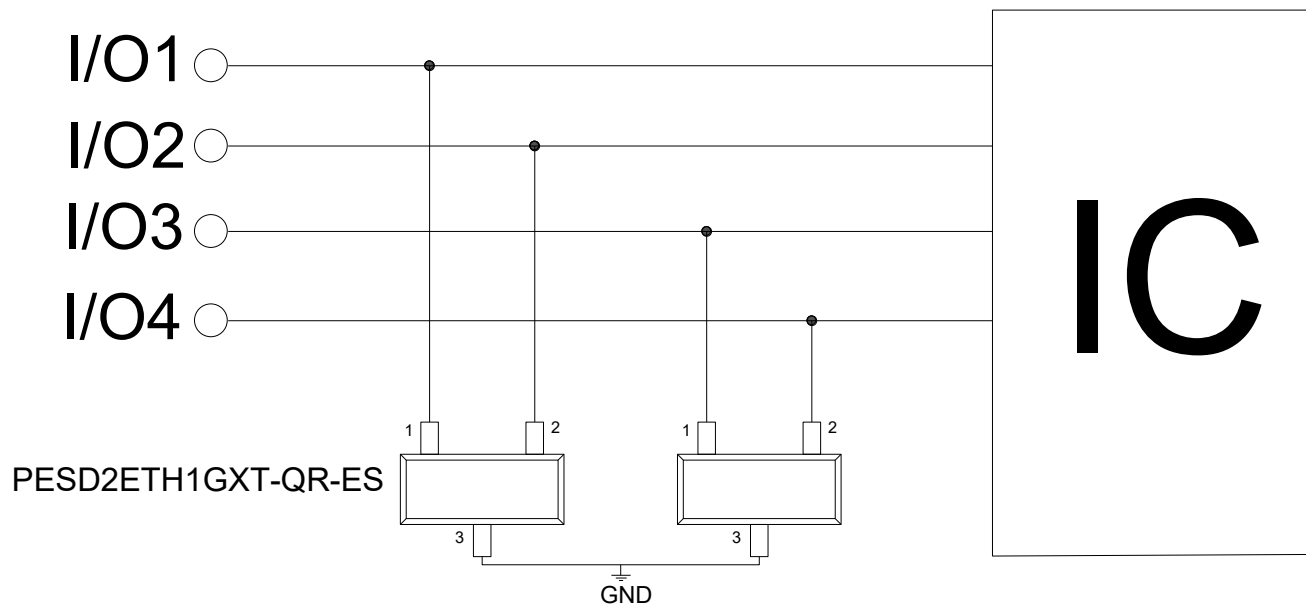 I/O1
I/O2
I/O3
I/O4
IC
1 2 1 2
PESD2ETH1GXT-QR-ES
3 3
GND